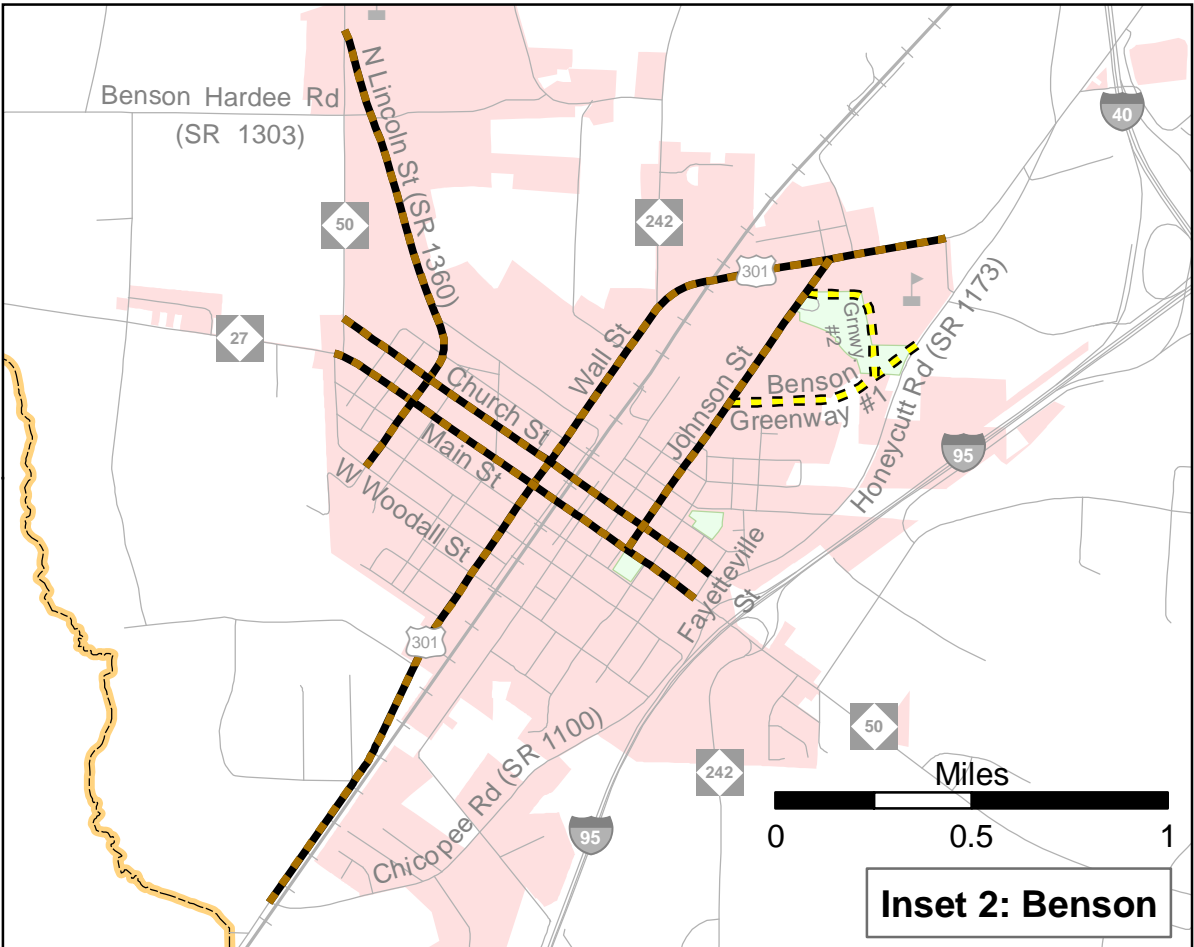 Benson Hardee Rd
(SR 1303)
N Lincoln St (SR 1360)
40
50
242
301
27
Wall St
Grnwy.
#2
Honeycutt Rd (SR 1173)
Church St
Johnson St
Benson
Greenway #1
Main St
95
W Woodall St
Fayetteville
St
301
Chicopee Rd (SR 1100)
50
242
95
Miles
0 0.5 1
Inset 2: Benson